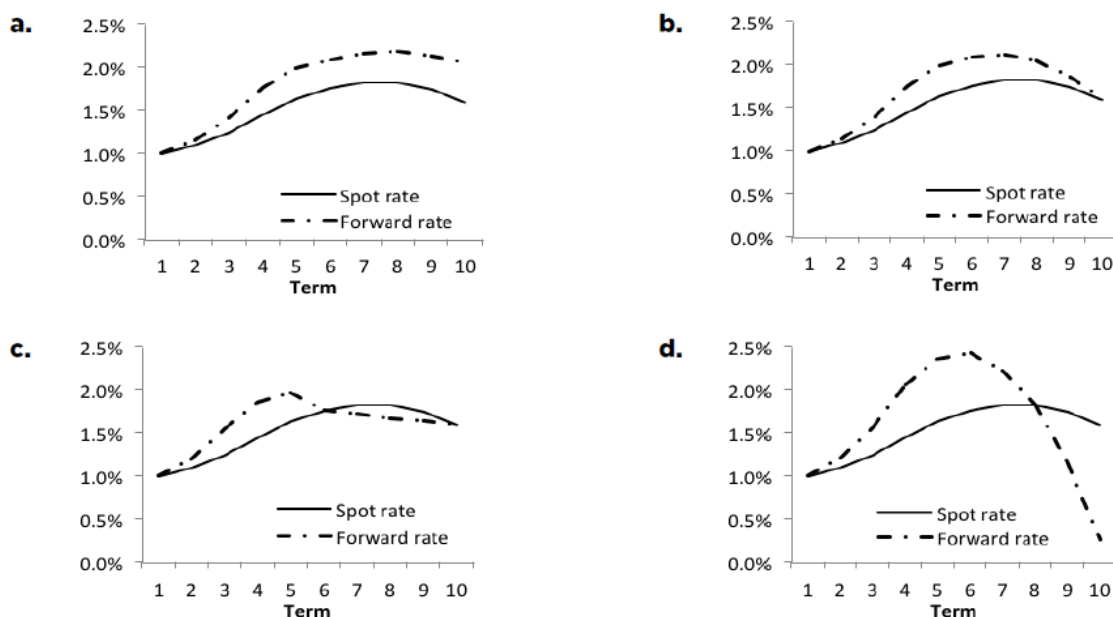 a.
2.5%
2.0%
1.5%
1.0%
0.5%
0.0%
Spot rate
Forward rate
1 2 3 4 5 6 7 8 9 10
Term
b.
2.5%
2.0%
1.5%
1.0%
0.5%
0.0%
Spot rate
Forward rate
1 2 3 4 5 6 7 8 9 10
Term
c.
2.5%
2.0%
1.5%
1.0%
0.5%
0.0%
Spot rate
Forward rate
1 2 3 4 5 6 7 8 9 10
Term
d.
2.5%
2.0%
1.5%
1.0%
0.5%
0.0%
Spot rate
Forward rate
1 2 3 4 5 6 7 8 9 10
Term